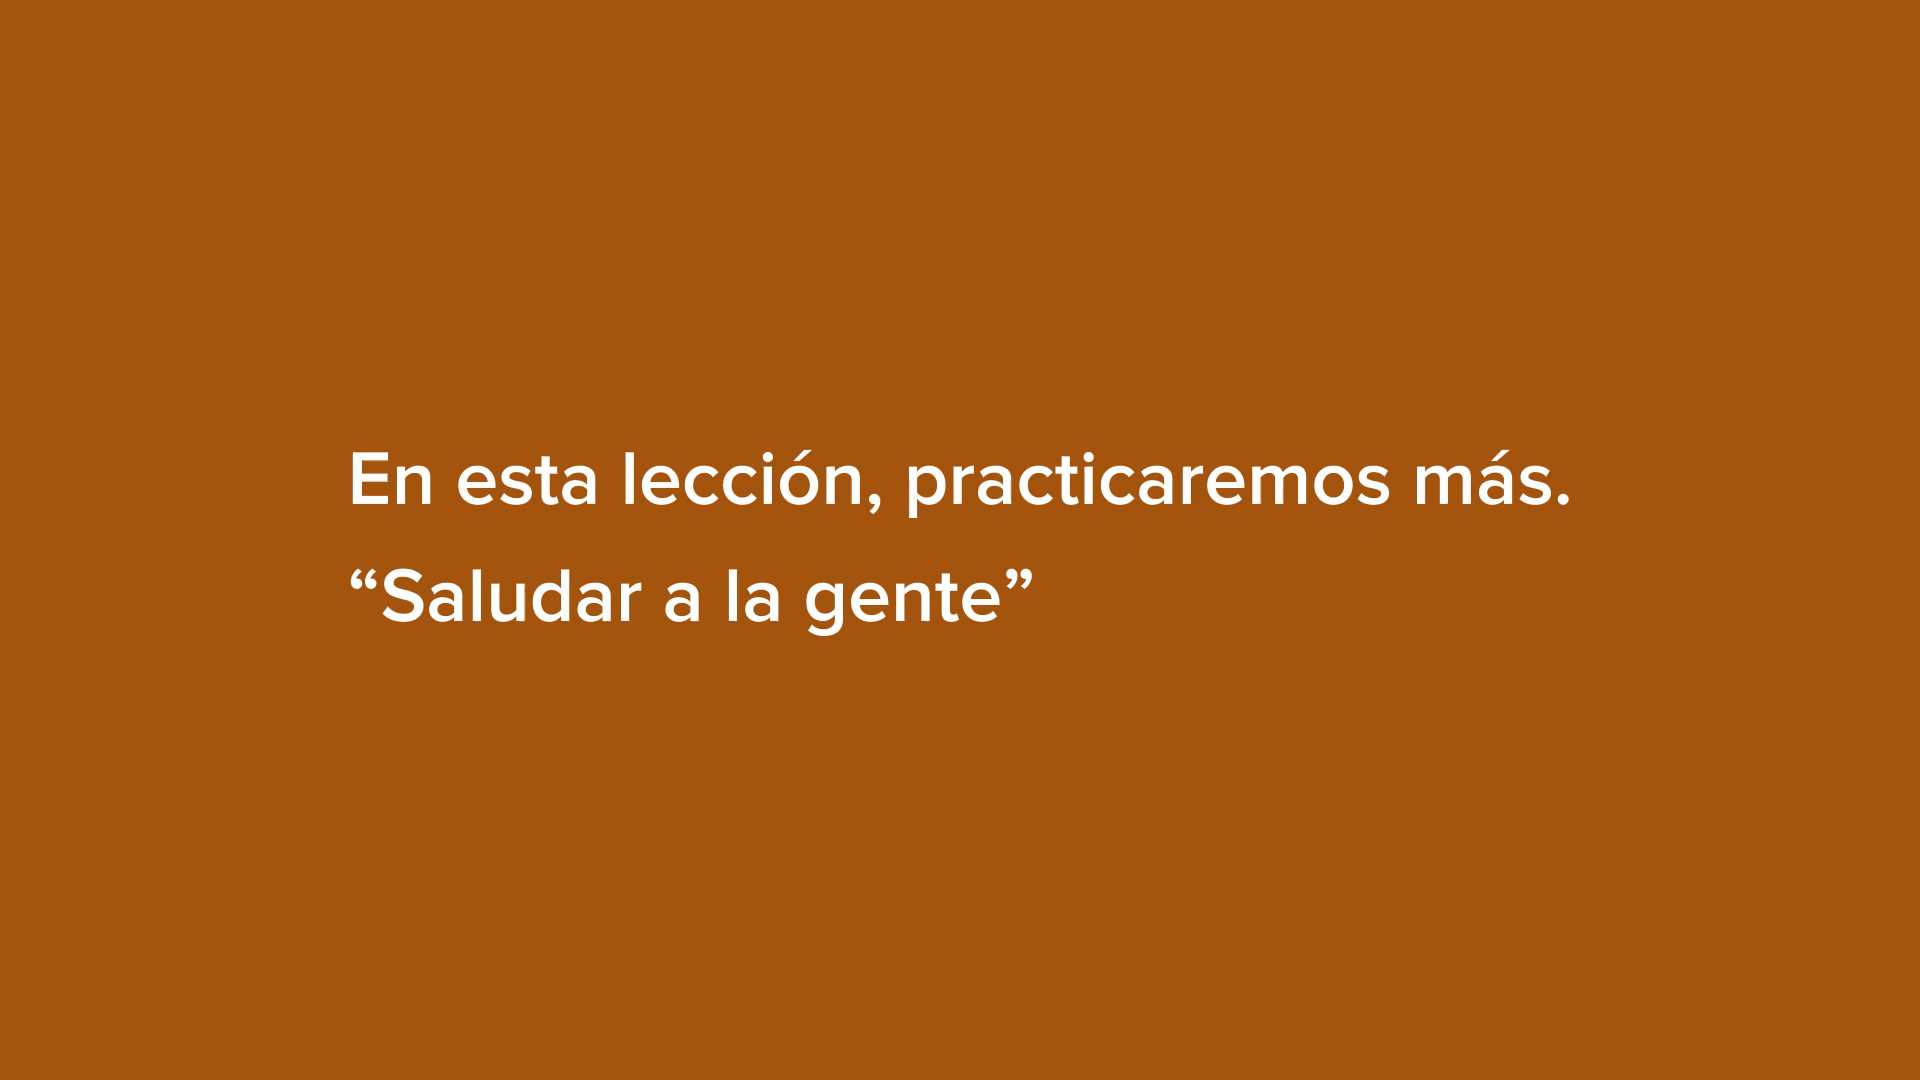 En esta lección, practicaremos más.
“Saludar a la gente”